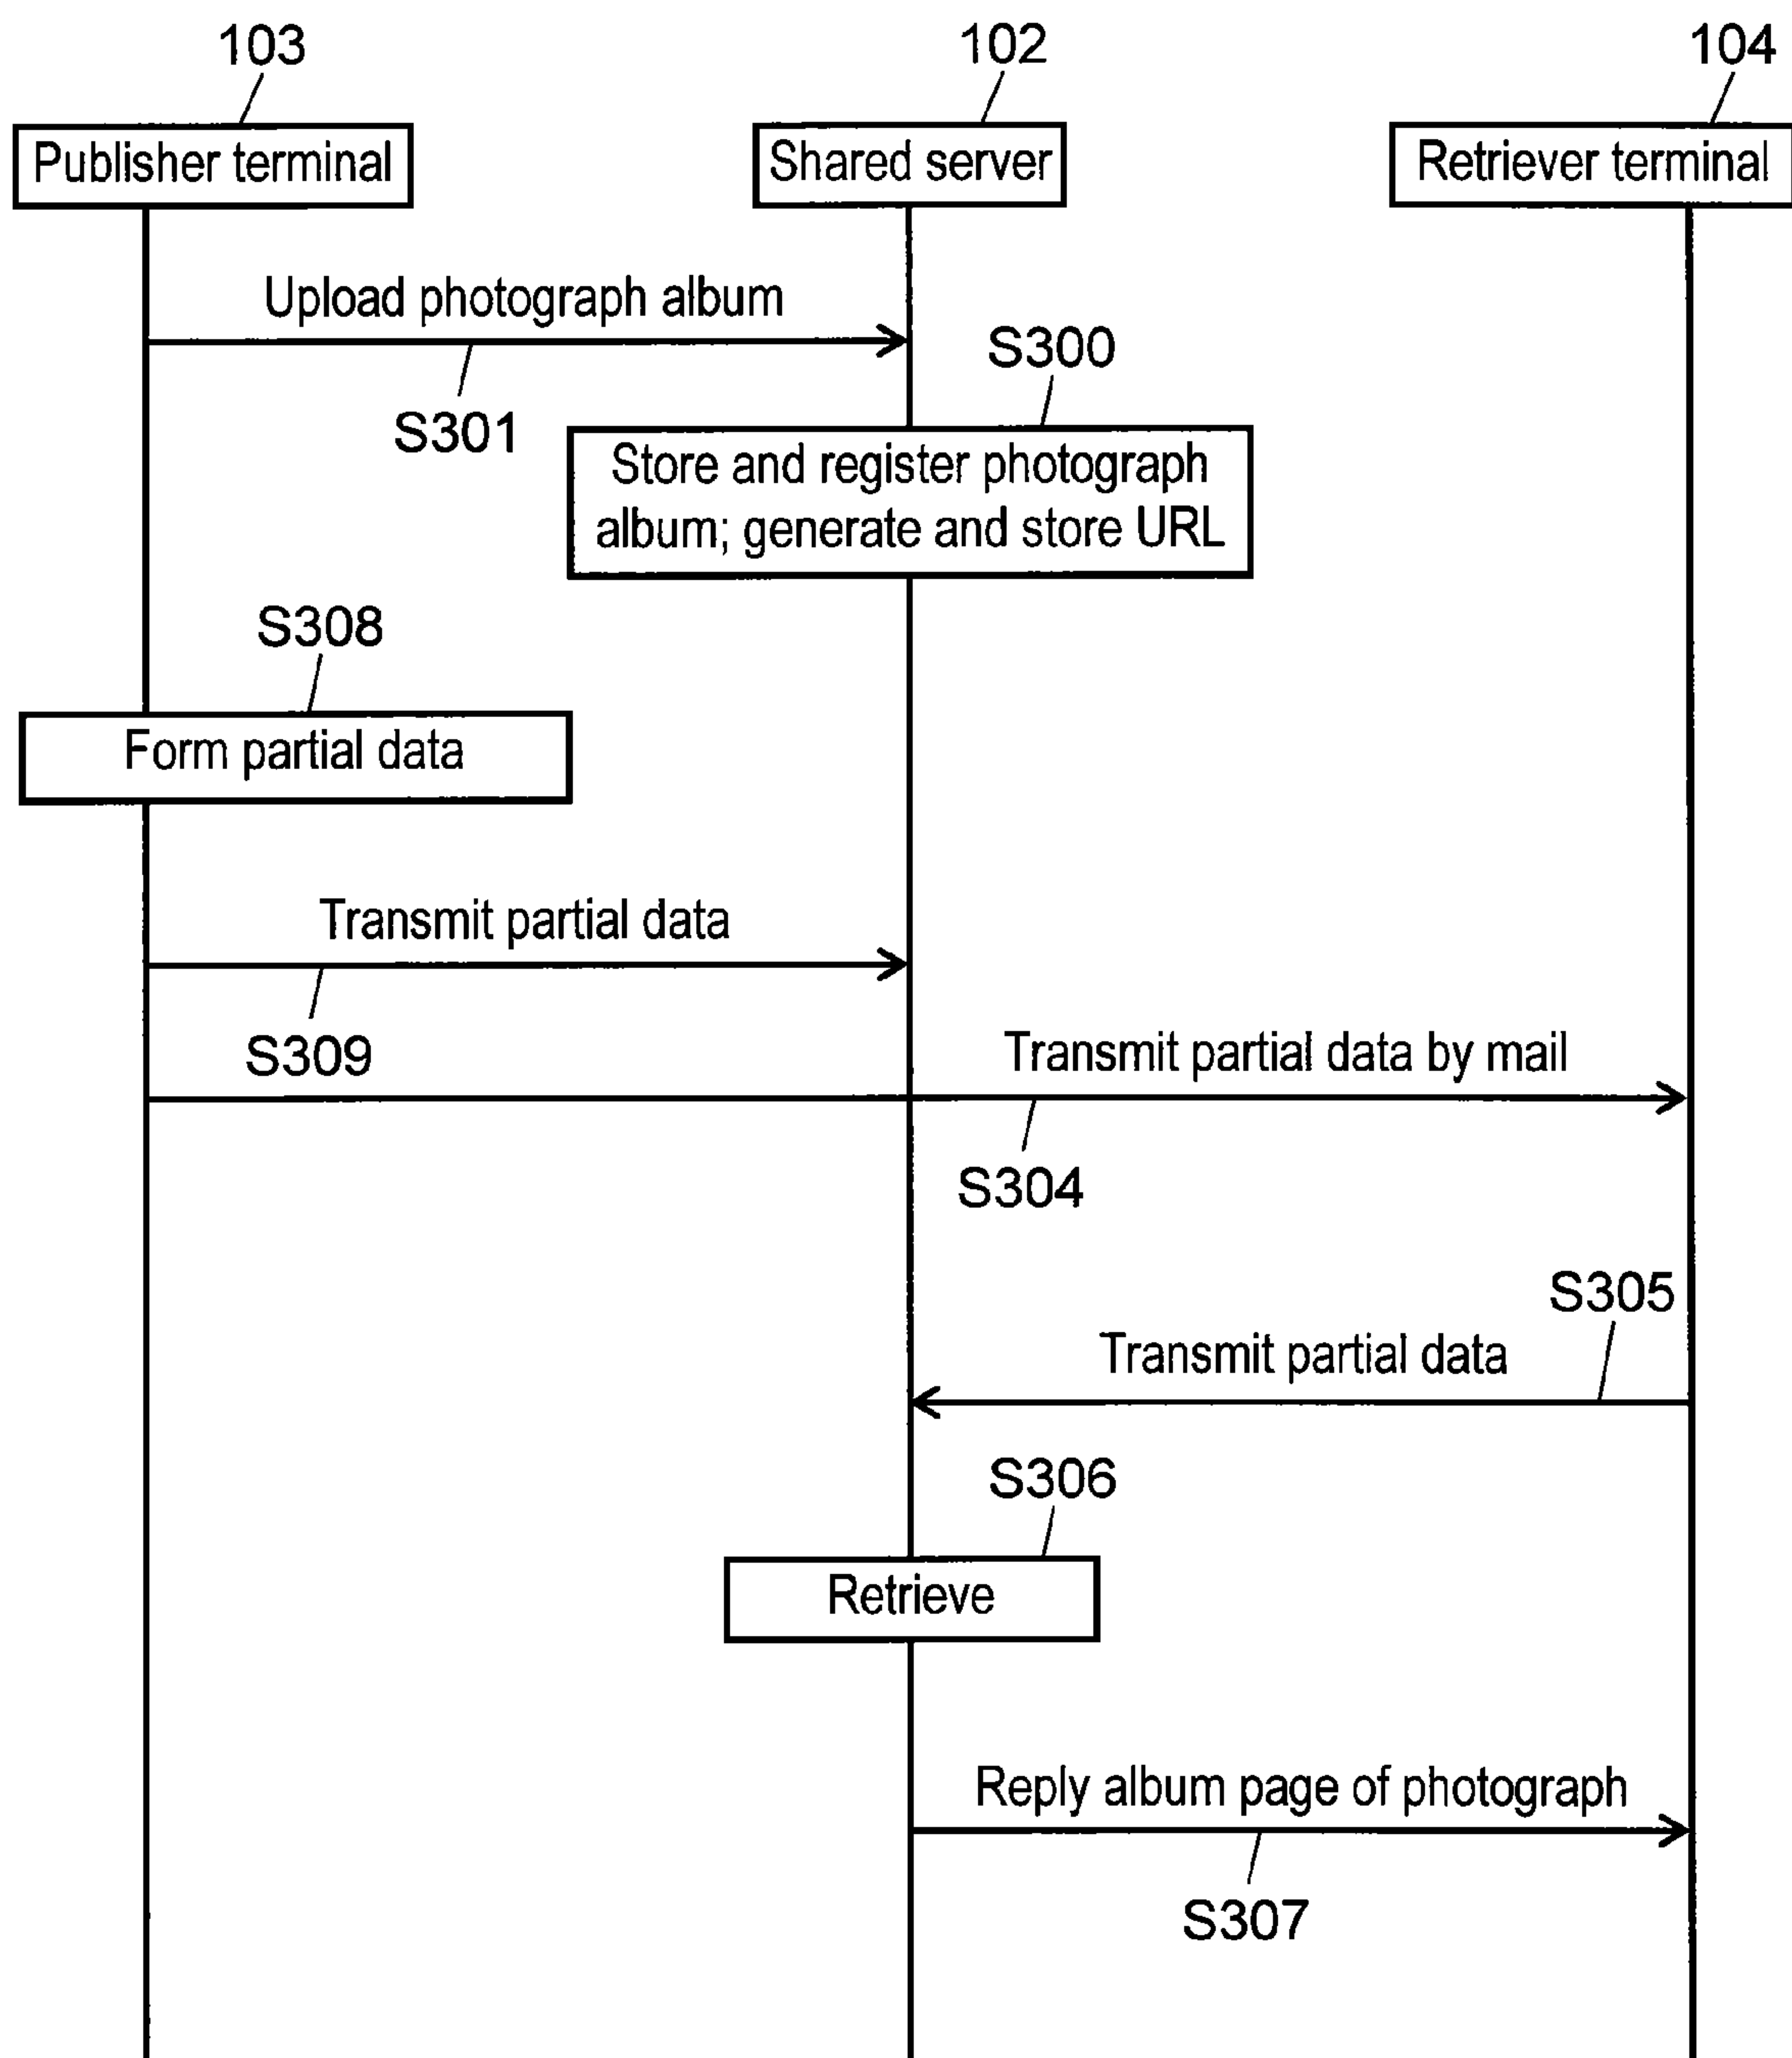 103
102
104
Publisher terminal
Shared server
Retriever terminal
Upload photograph album
S301
S300
Store and register photograph
album; generate and store URL
S308
Form partial data
Transmit partial data
S309
Transmit partial data by mail
S304
S305
Transmit partial data
S306
Retrieve
Reply album page of photograph
S307